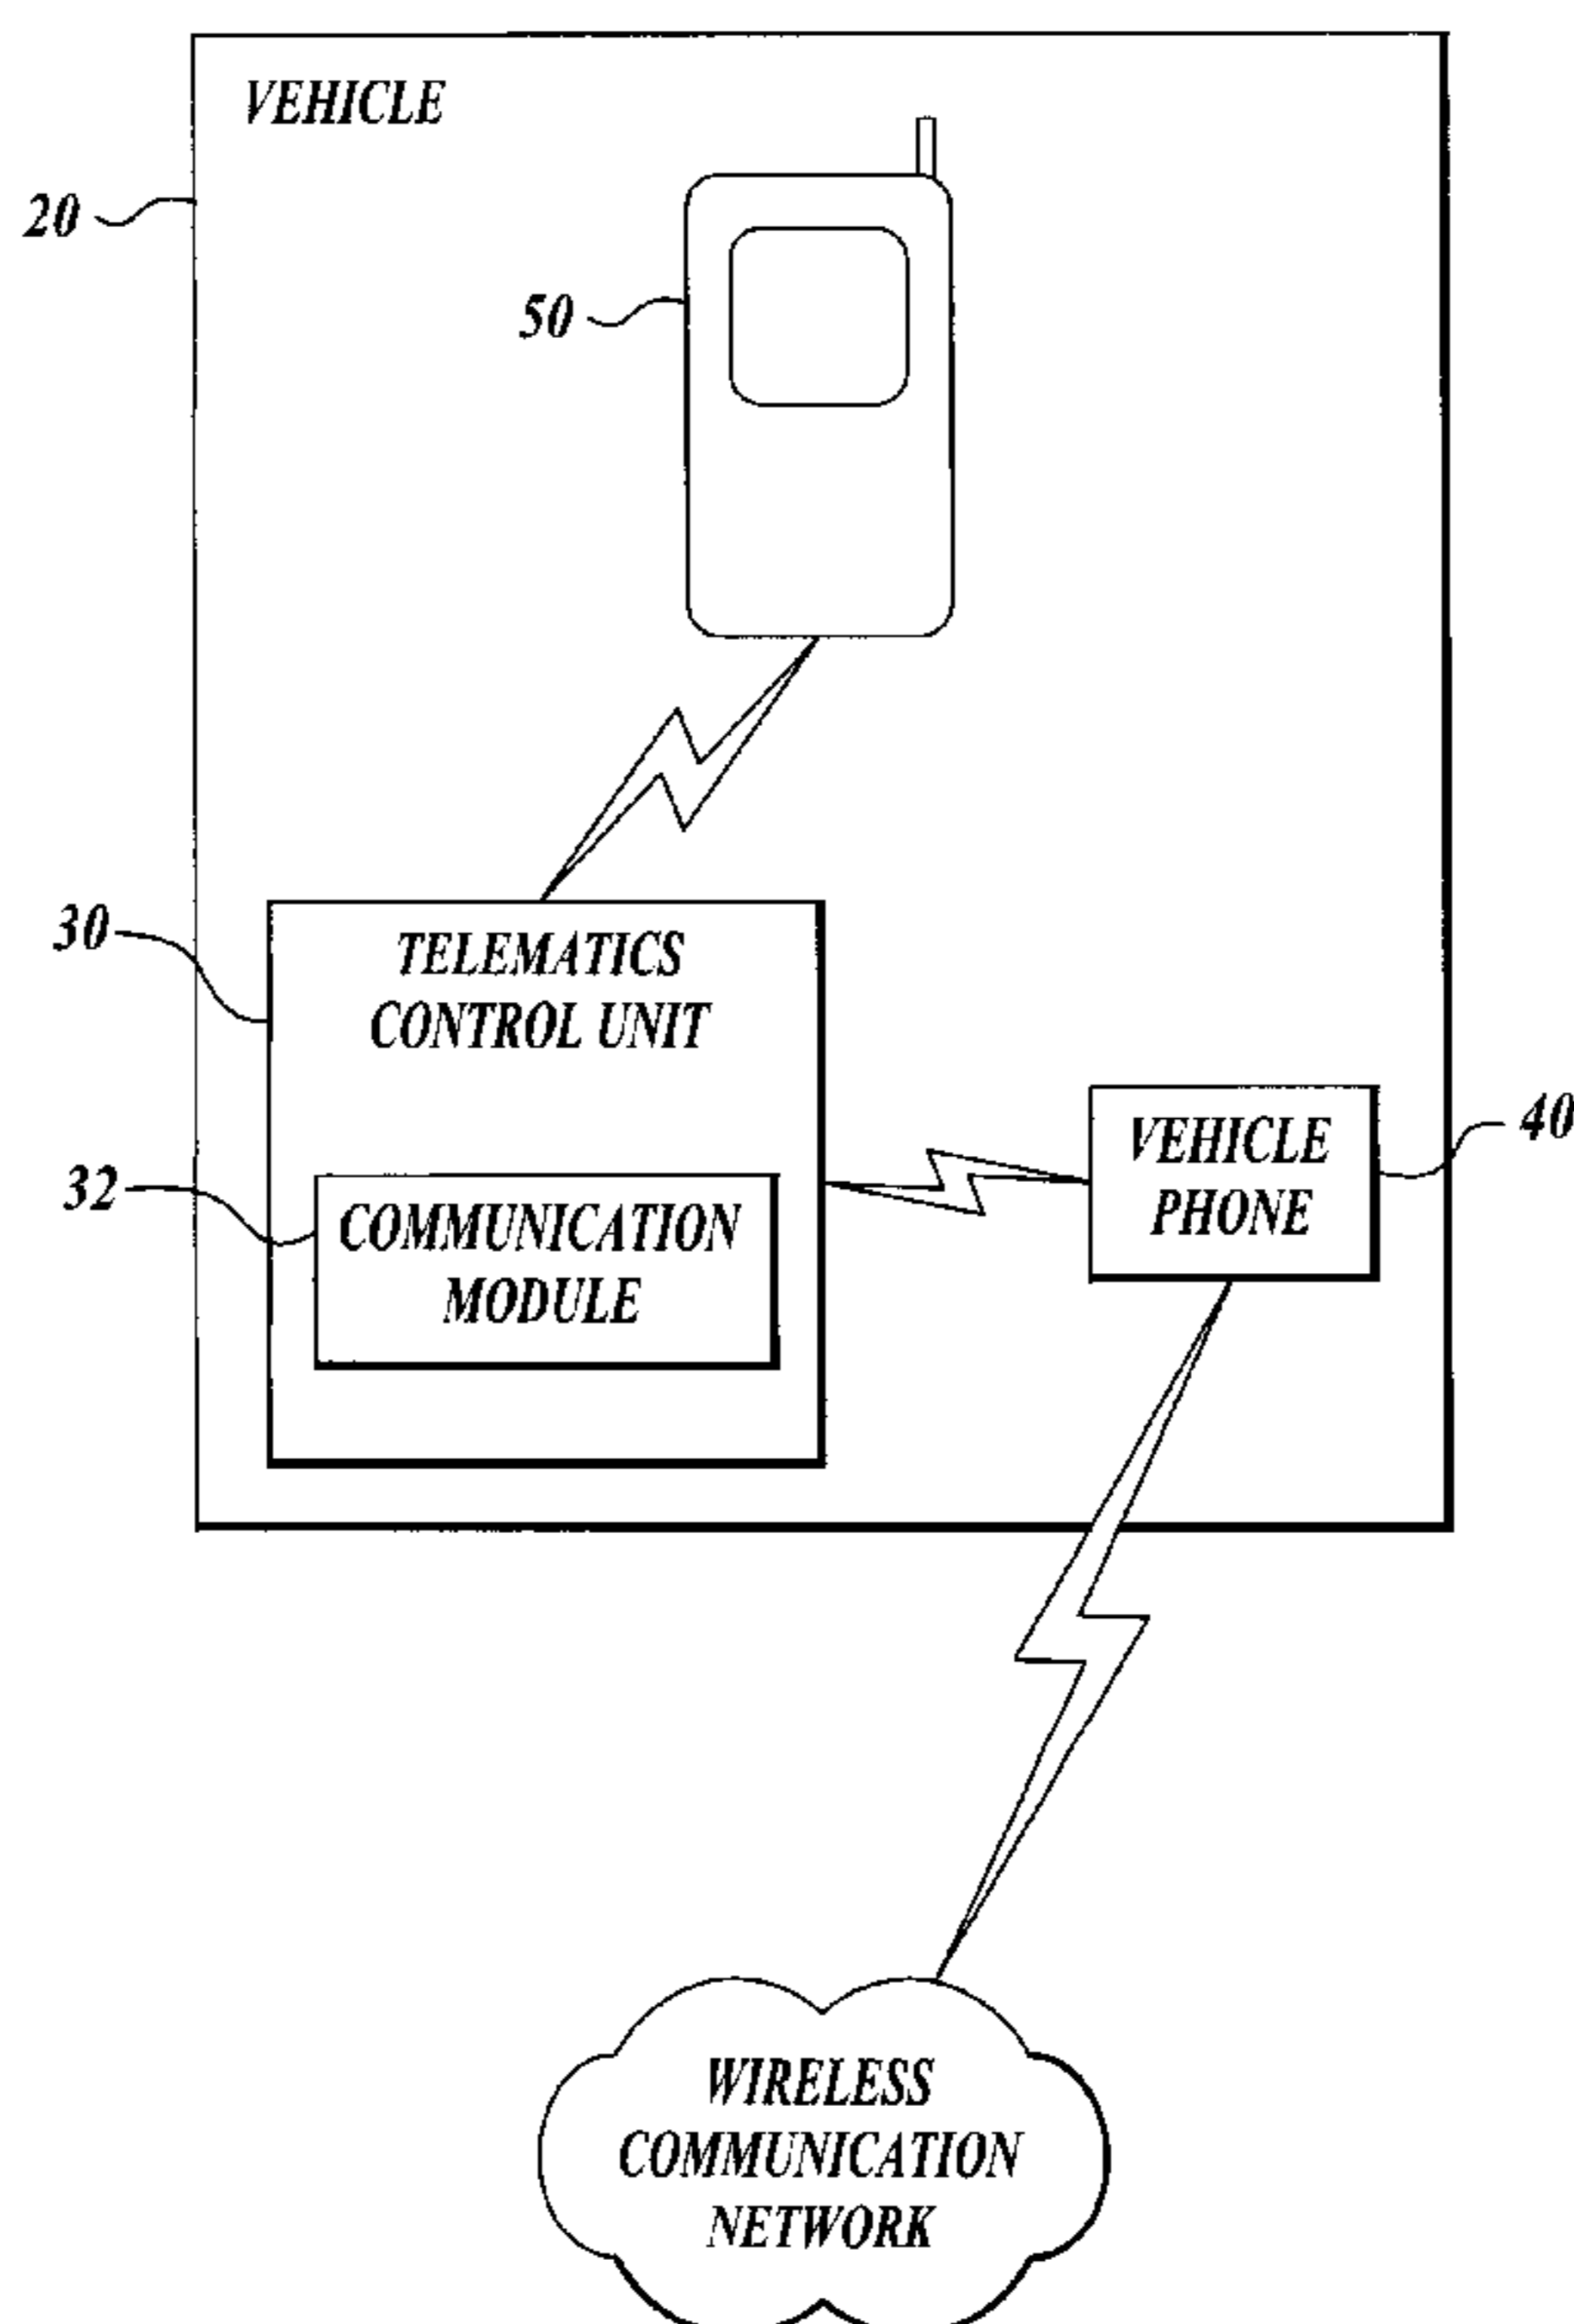 VEHICLE
20
50
30
TELEMATICS
CONTROL UNIT
40
VEHICLE
PHONE
32
COMMUNICATION
MODULE
WIRELESS
COMMUNICATION
NETWORK